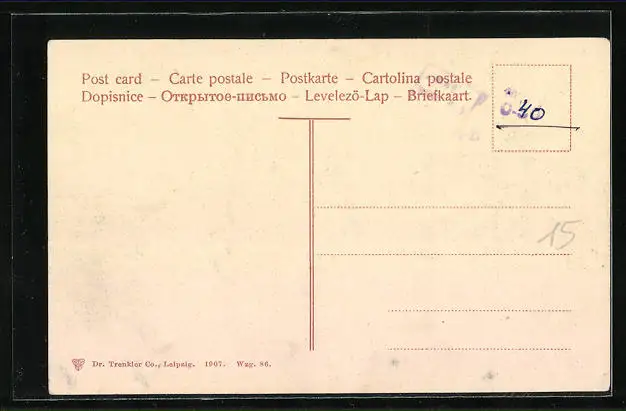 Post card – Carte postale – Postkarte – Cartolina postale
Dopisnice – Открытое-письмо – Levelező-Lap – Briefkaart.
40
15
Dr. Trenkler Co., Leipzig. 1907. Wzg. 86.